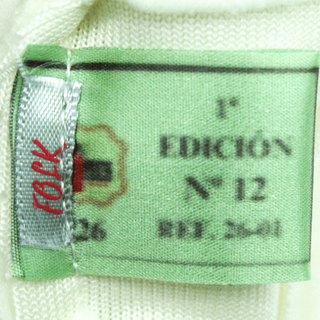 FOLK
26
1ª
EDICIÓN
Nº 12
REF. 26-01